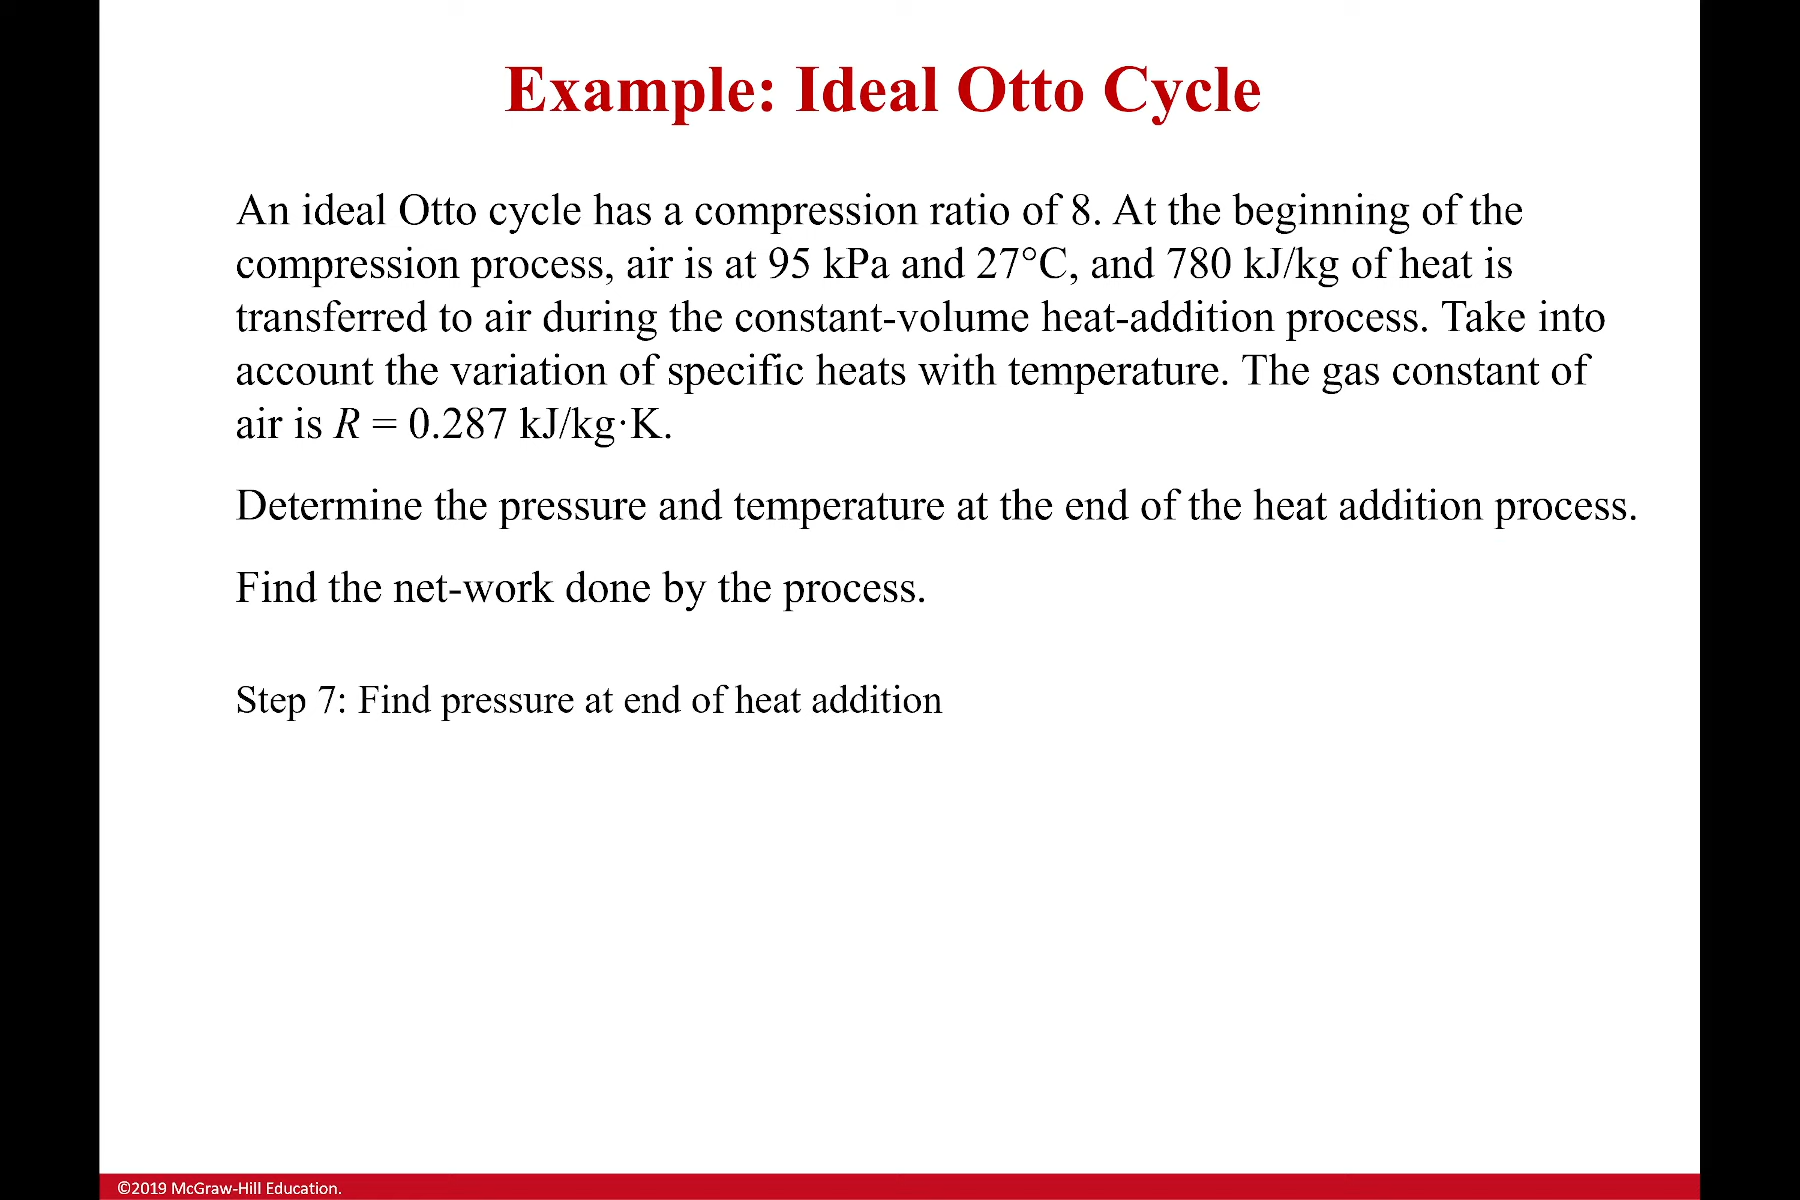 Example: Ideal Otto Cycle
An ideal Otto cycle has a compression ratio of 8. At the beginning of the
compression process, air is at 95 kPa and 27°C, and 780 kJ/kg of heat is
transferred to air during the constant-volume heat-addition process. Take into
account the variation of specific heats with temperature. The gas constant of
air is R = 0.287 kJ/kg·K.
Determine the pressure and temperature at the end of the heat addition process.
Find the net-work done by the process.
Step 7: Find pressure at end of heat addition
©2019 McGraw-Hill Education.